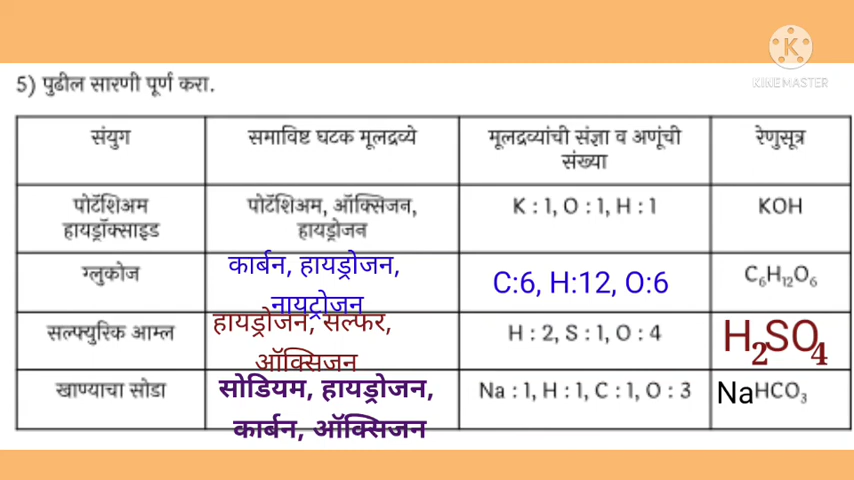 K
KINEMASTER
5) पुढील सारणी पूर्ण करा.
संयुग
समाविष्ट घटक मूलद्रव्ये
मूलद्रव्यांची संज्ञा व अणूंची
संख्या
रेणुसूत्र
पोटॅशिअम
हायड्रॉक्साइड
पोटॅशिअम, ऑक्सिजन,
हायड्रोजन
K : 1, O : 1, H : 1
KOH
ग्लुकोज
कार्बन, हायड्रोजन,
नायट्रोजन
C:6, H:12, O:6
C₆H₁₂O₆
सल्फ्युरिक आम्ल
हायड्रोजन, सल्फर,
ऑक्सिजन
H : 2, S : 1, O : 4
H₂SO₄
खाण्याचा सोडा
सोडियम, हायड्रोजन,
कार्बन, ऑक्सिजन
Na : 1, H : 1, C : 1, O : 3
NaHCO₃